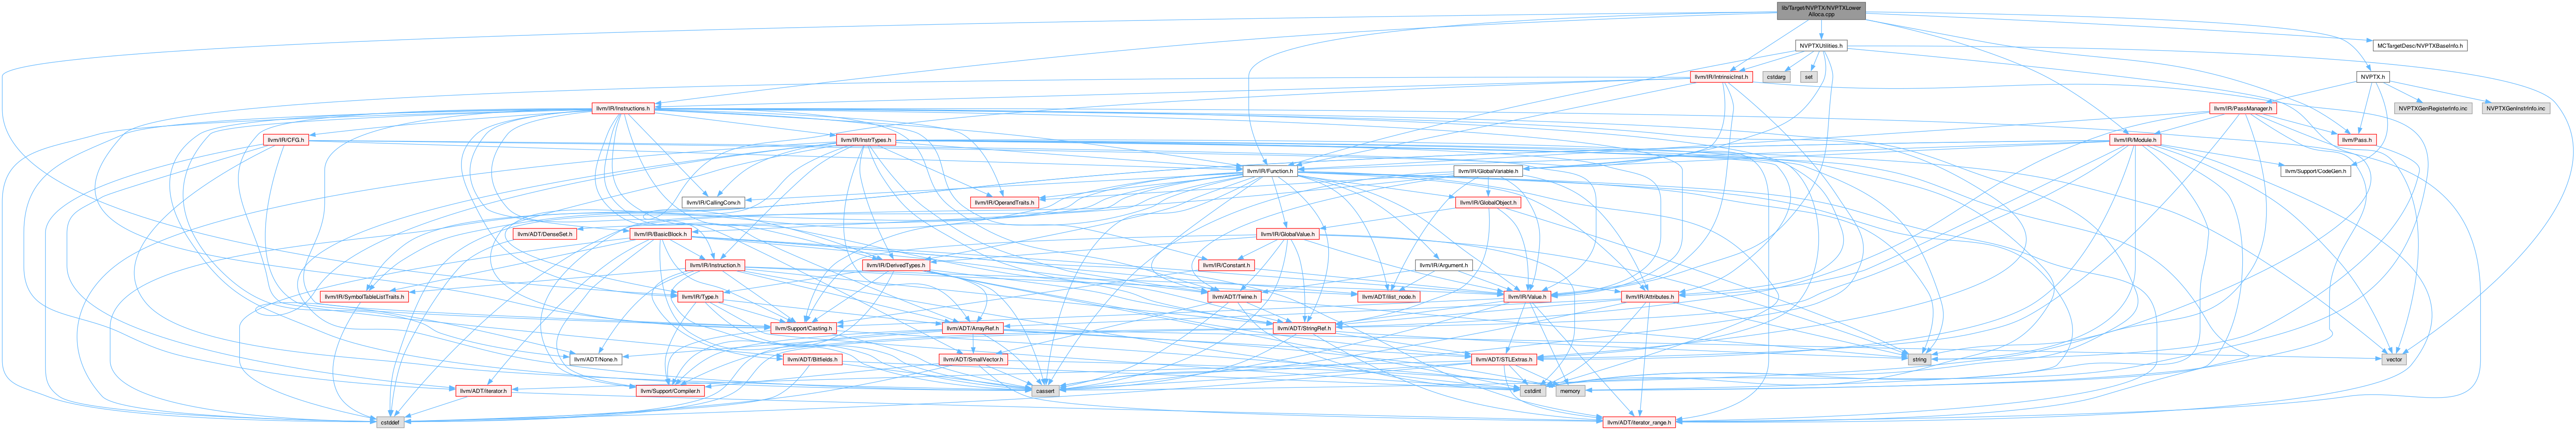 lib/Target/NVPTX/NVPTXLower
Alloca.cpp
NVPTXUtilities.h
MCTargetDesc/NVPTXBaseInfo.h
llvm/IR/IntrinsicInst.h
cstdarg
set
NVPTX.h
llvm/IR/Instructions.h
llvm/IR/PassManager.h
NVPTXGenRegisterInfo.inc
NVPTXGenInstrInfo.inc
llvm/IR/CFG.h
llvm/IR/InstrTypes.h
llvm/IR/Module.h
llvm/Pass.h
llvm/IR/Function.h
llvm/IR/GlobalVariable.h
llvm/Support/CodeGen.h
llvm/IR/CallingConv.h
llvm/IR/OperandTraits.h
llvm/IR/GlobalObject.h
llvm/ADT/DenseSet.h
llvm/IR/BasicBlock.h
llvm/IR/GlobalValue.h
llvm/IR/Instruction.h
llvm/IR/DerivedTypes.h
llvm/IR/Constant.h
llvm/IR/Argument.h
llvm/IR/SymbolTableListTraits.h
llvm/IR/Type.h
llvm/ADT/Twine.h
llvm/ADT/ilist_node.h
llvm/IR/Value.h
llvm/IR/Attributes.h
llvm/Support/Casting.h
llvm/ADT/ArrayRef.h
llvm/ADT/StringRef.h
llvm/ADT/None.h
llvm/ADT/Bitfields.h
llvm/ADT/SmallVector.h
llvm/ADT/STLExtras.h
string
vector
llvm/ADT/iterator.h
llvm/Support/Compiler.h
cassert
cstdint
memory
cstddef
llvm/ADT/iterator_range.h